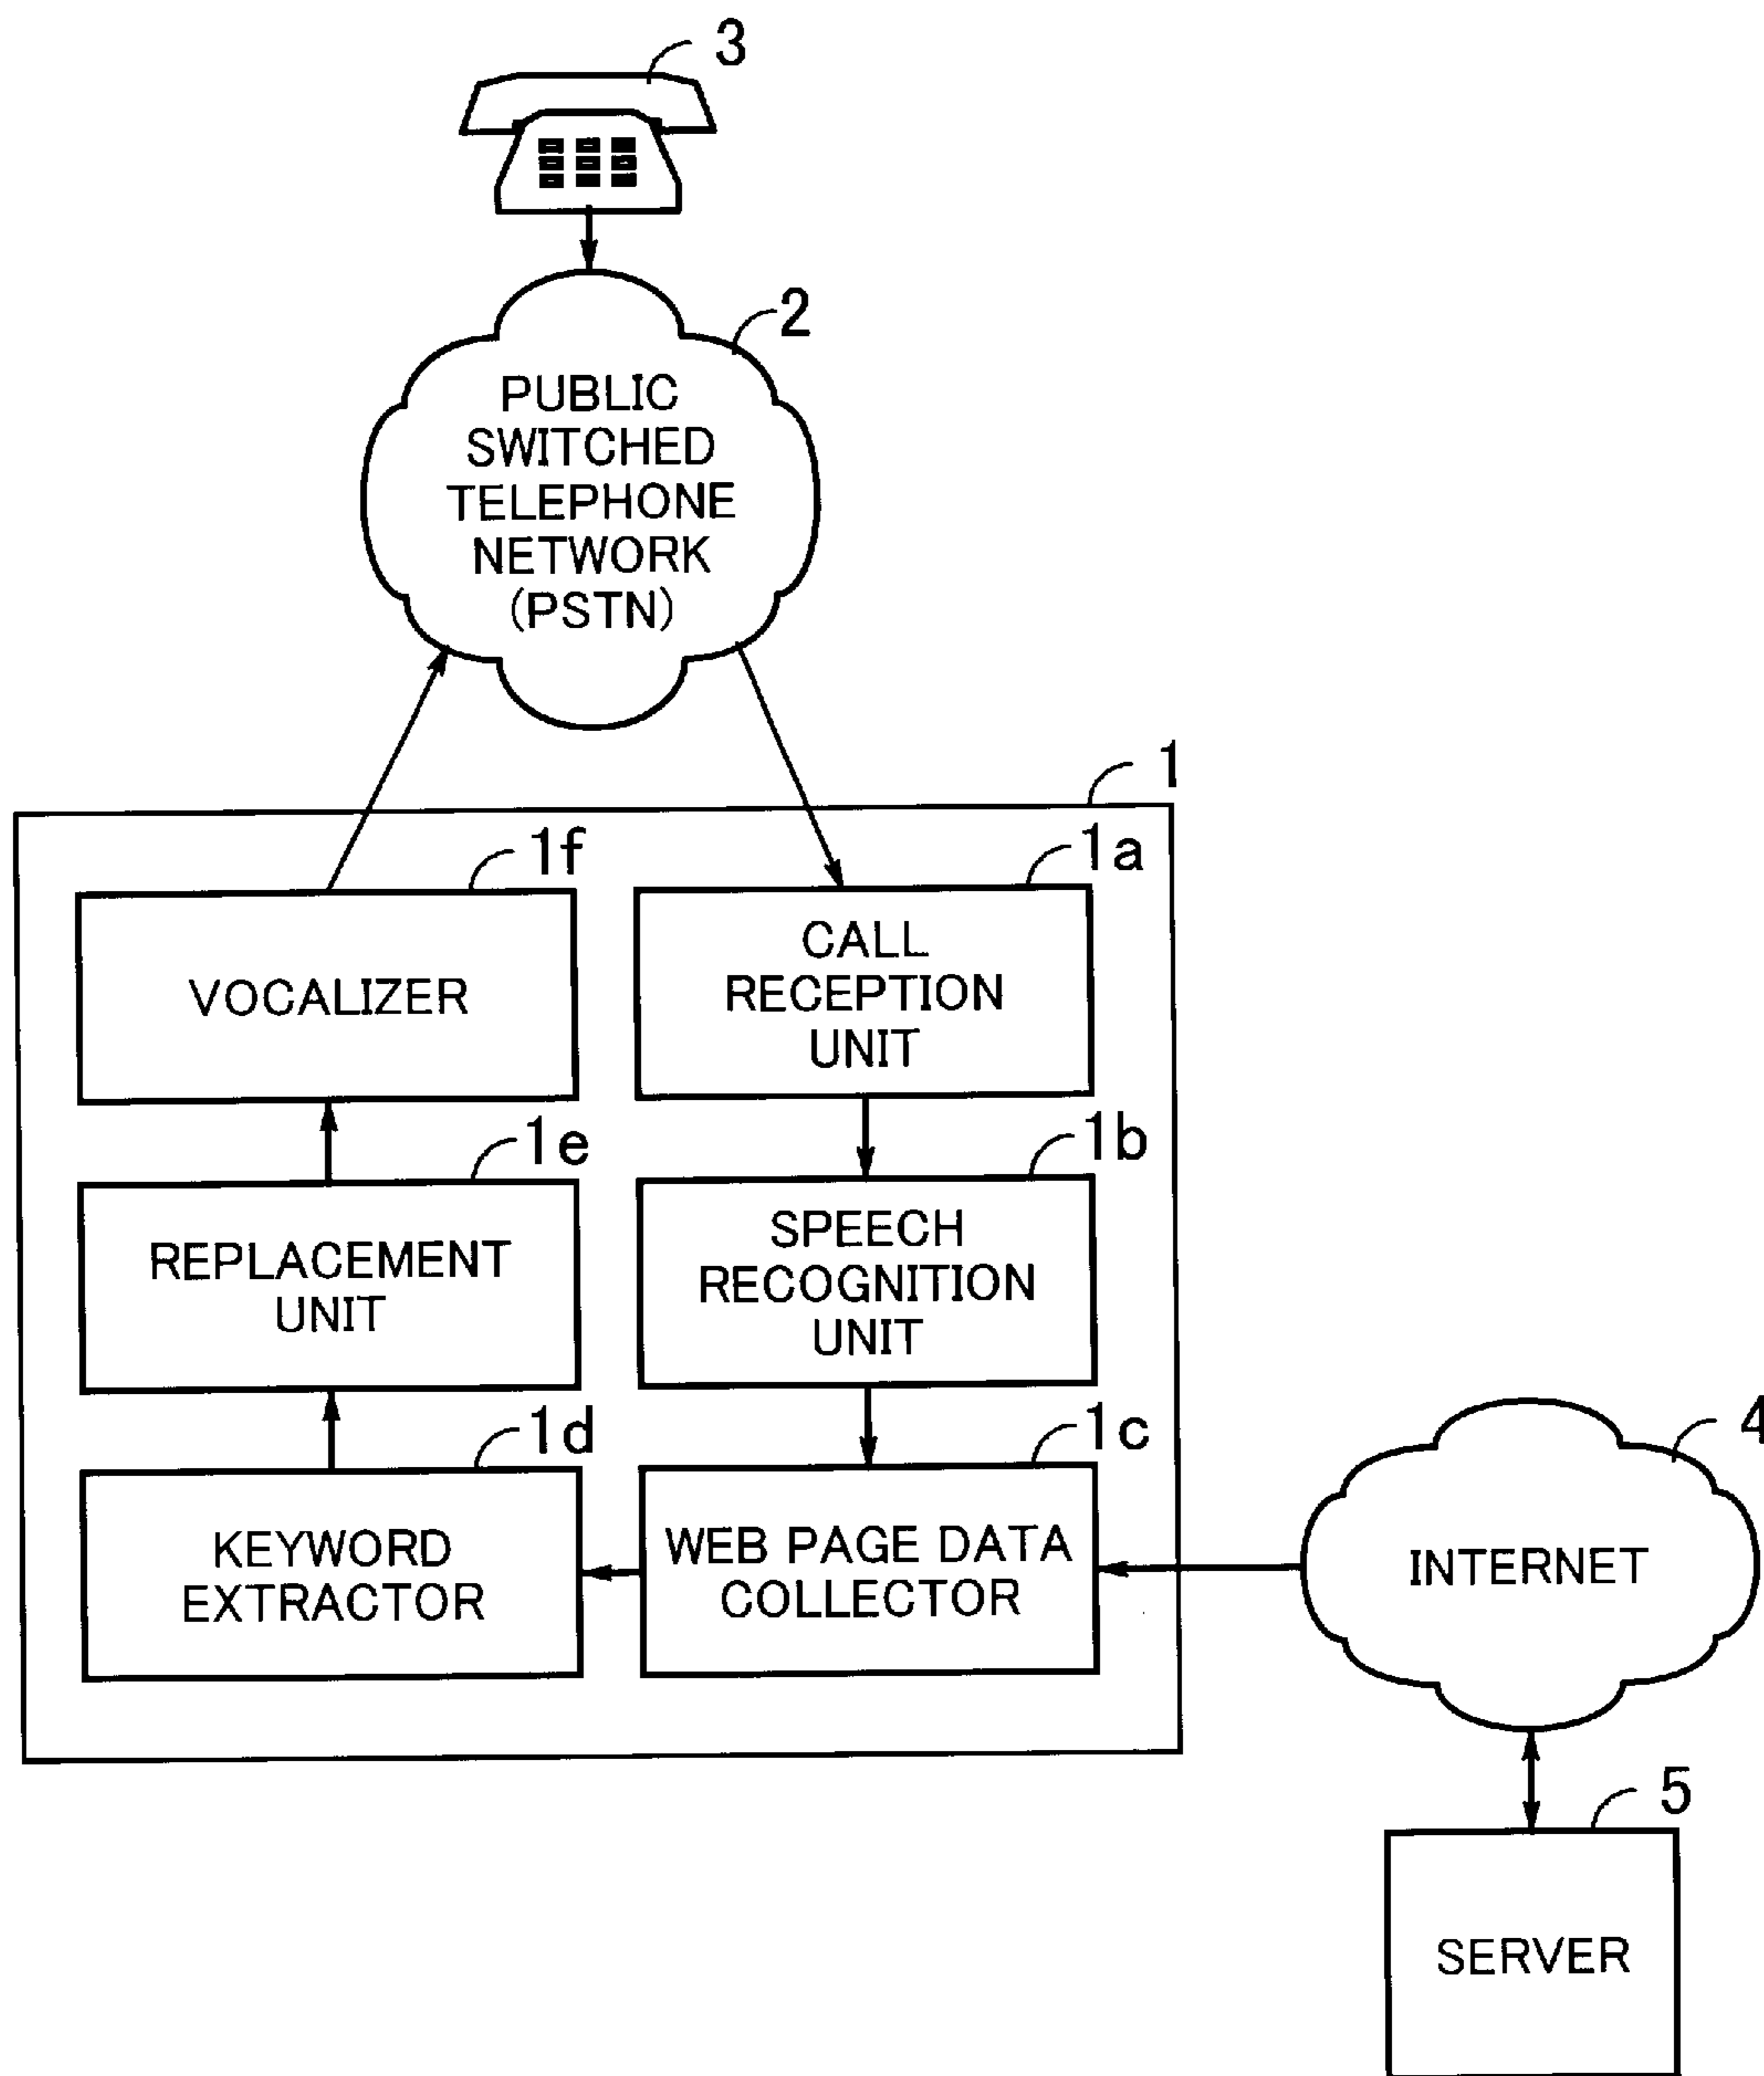 3
2
PUBLIC
SWITCHED
TELEPHONE
NETWORK
(PSTN)
1
1f
VOCALIZER
1a
CALL
RECEPTION
UNIT
1e
REPLACEMENT
UNIT
1b
SPEECH
RECOGNITION
UNIT
1d
KEYWORD
EXTRACTOR
1c
WEB PAGE DATA
COLLECTOR
4
INTERNET
5
SERVER